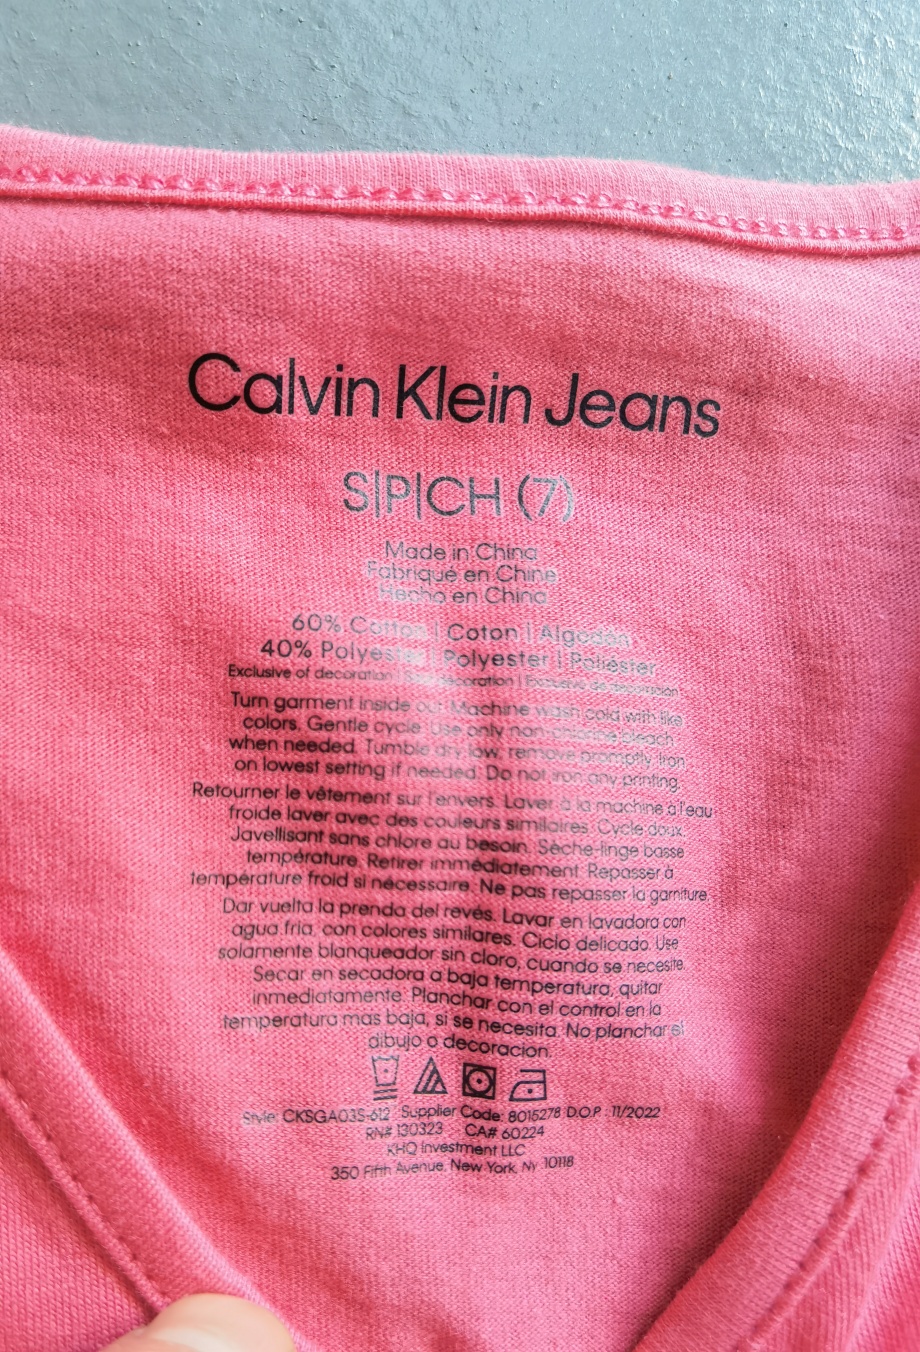 Calvin Klein Jeans
S|P|CH (7)
Made in China
Fabriqué en Chine
Hecho en China
60% Cotton | Coton | Algodón
40% Polyester | Polyester | Poliéster
Exclusive of decoration | Sans decoration | Exclusive de decoración
Turn garment inside out. Machine wash cold with like
colors. Gentle cycle. Use only non-chlorine bleach
when needed. Tumble dry low, remove promptly. Iron
on lowest setting if needed. Do not iron any printing.
Retourner le vêtement sur l'envers. Laver à la machine à l'eau
froide laver avec des couleurs similaires. Cycle doux.
Javellisant sans chlore au besoin. Sèche-linge basse
température. Retirer immédiatement. Repasser à
température froid si nécessaire. Ne pas repasser la garniture.
Dar vuelta la prenda del revés. Lavar en lavadora con
agua fria, con colores similares. Ciclo delicado. Use
solamente blanqueador sin cloro, cuando se necesite.
Secar en secadora a baja temperatura, quitar
inmediatamente. Planchar con el control en la
temperatura mas baja, si se necesita. No planchar el
dibujo o decoracion.
Style: CKSGA03S-612 Supplier Code: 8015278 D.O.P.: 11/2022
RN# 130323 CA# 60224
KHQ Investment LLC
350 Fifth Avenue, New York, Ny 10118